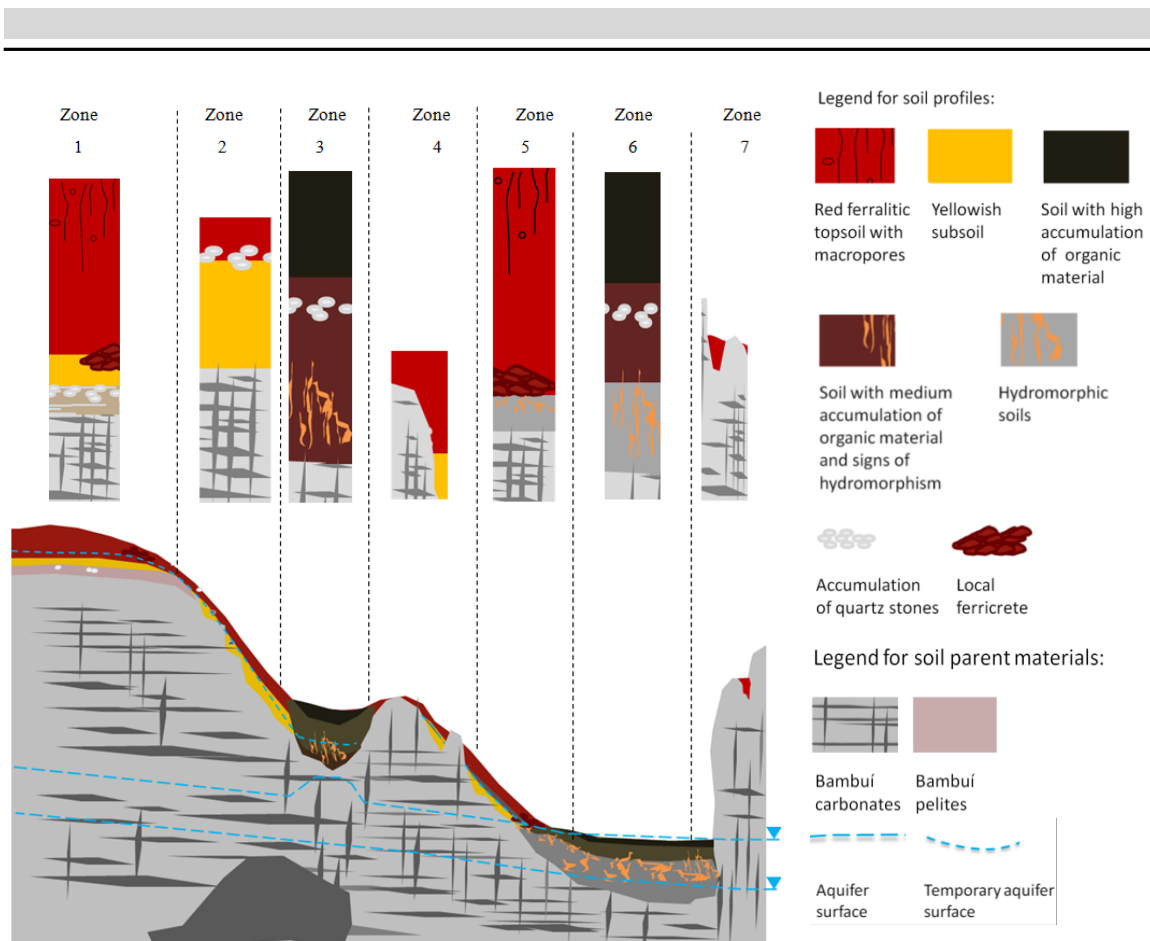 Zone Zone Zone Zone Zone Zone Zone
1 2 3 4 5 6 7
Legend for soil profiles:
Red ferralitic
topsoil with
macropores
Yellowish
subsoil
Soil with high
accumulation
of organic
material
Soil with medium
accumulation of
organic material
and signs of
hydromorphism
Hydromorphic
soils
Accumulation
of quartz stones
Local
ferricrete
Legend for soil parent materials:
Bambuí
carbonates
Bambuí
pelites
Aquifer
surface
Temporary aquifer
surface